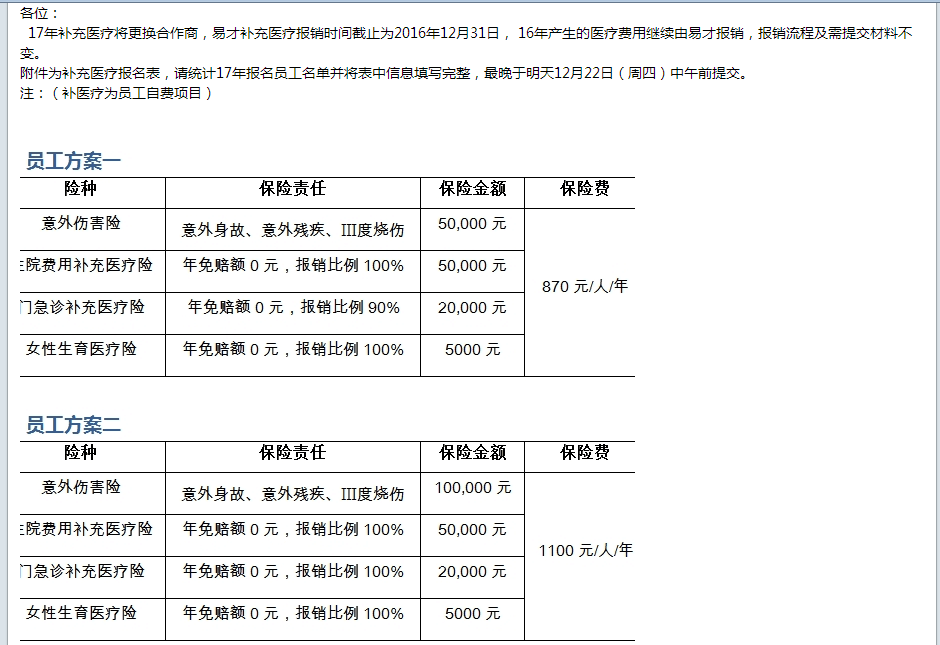 各位：
17年补充医疗将更换合作商，易才补充医疗报销时间截止为2016年12月31日， 16年产生的医疗费用继续由易才报销，报销流程及需提交材料不
变。
附件为补充医疗报名表，请统计17年报名员工名单并将表中信息填写完整，最晚于明天12月22日（周四）中午前提交。
注：（补医疗为员工自费项目）
员工方案一
险种 保险责任 保险金额 保险费
意外伤害险 意外身故、意外残疾、III度烧伤 50,000 元
院费用补充医疗险 年免赔额 0 元，报销比例 100% 50,000 元
870 元/人/年
门急诊补充医疗险 年免赔额 0 元，报销比例 90% 20,000 元
女性生育医疗险 年免赔额 0 元，报销比例 100% 5000 元
员工方案二
险种 保险责任 保险金额 保险费
意外伤害险 意外身故、意外残疾、III度烧伤 100,000 元
院费用补充医疗险 年免赔额 0 元，报销比例 100% 50,000 元
1100 元/人/年
门急诊补充医疗险 年免赔额 0 元，报销比例 100% 20,000 元
女性生育医疗险 年免赔额 0 元，报销比例 100% 5000 元